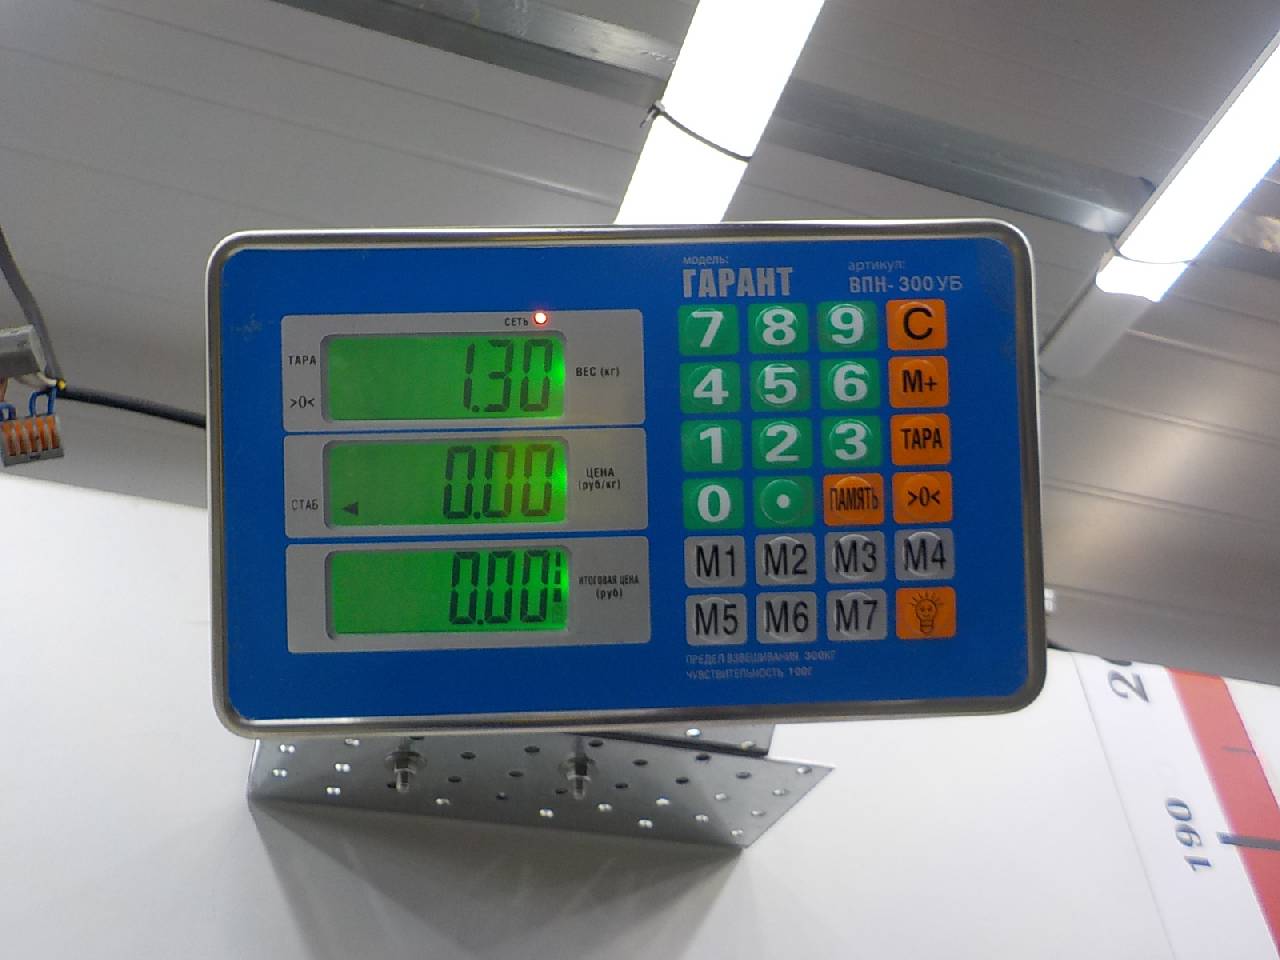 модель:
ГАРАНТ
артикул:
ВПН- 300 УБ
СЕТЬ
ТАРА
>0<
1.30
ВЕС (кг)
СТАБ
0.00
ЦЕНА
(руб/кг)
0.00
ИТОГОВАЯ ЦЕНА
(руб)
7 8 9 C
4 5 6 M+
1 2 3 ТАРА
0 . ПАМЯТЬ >0<
M1 M2 M3 M4
M5 M6 M7
ПРЕДЕЛ ВЗВЕШИВАНИЯ 300КГ
ЧУВСТВИТЕЛЬНОСТЬ 100Г
190